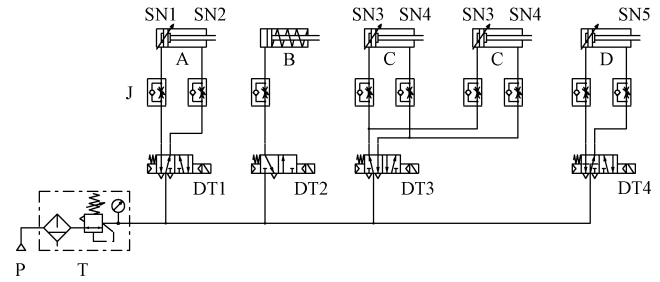 SN1 SN2 SN3 SN4 SN3 SN4 SN5
A B C C D
J
DT1 DT2 DT3 DT4
P T